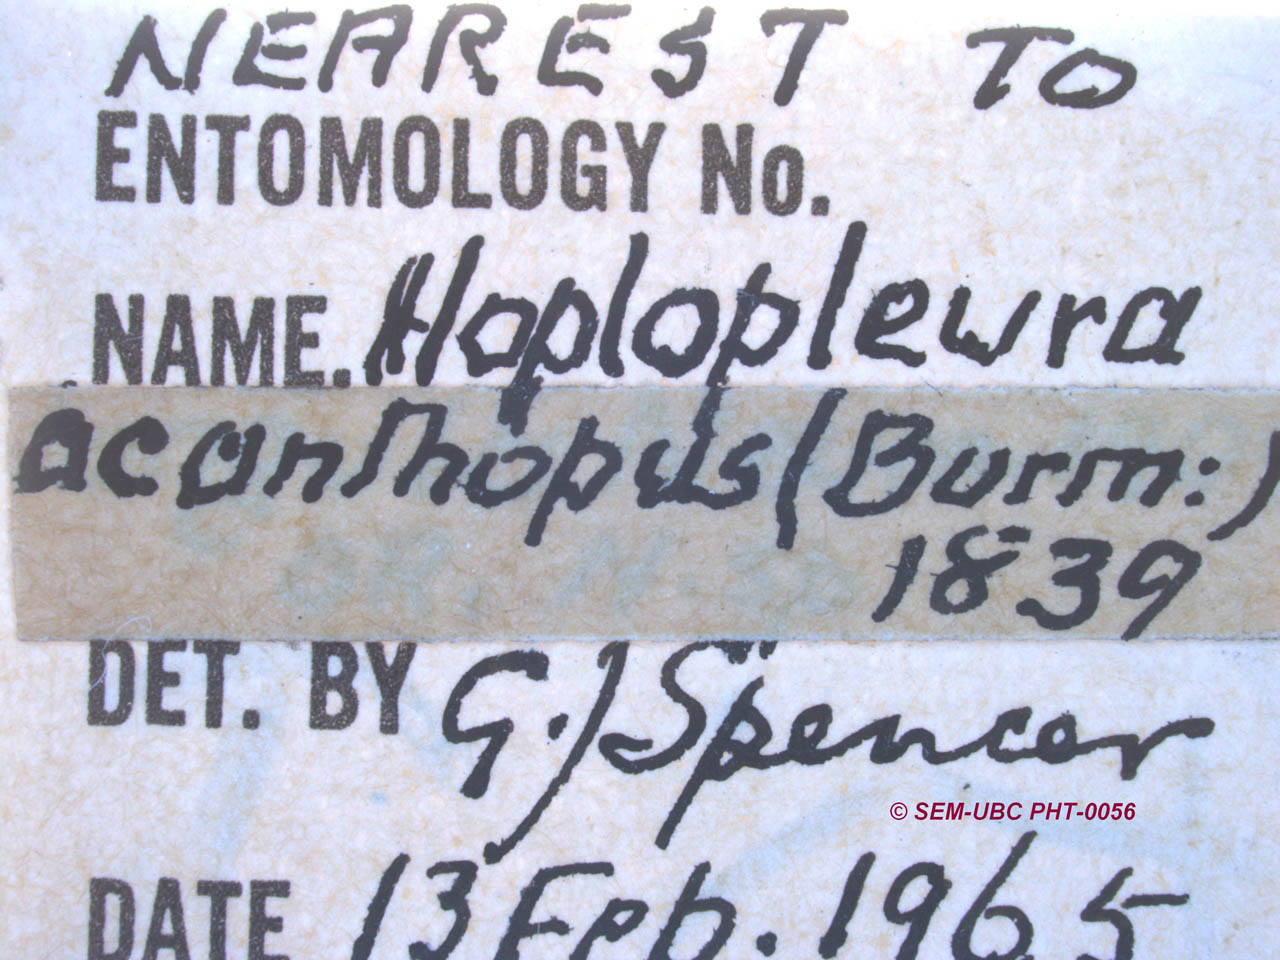 NEAREST TO
ENTOMOLOGY No.
NAME. Hoplopleura
acanthopus (Burm:)
1839
DET. BY G.J Spencer
© SEM-UBC PHT-0056
DATE 13 Feb. 1965